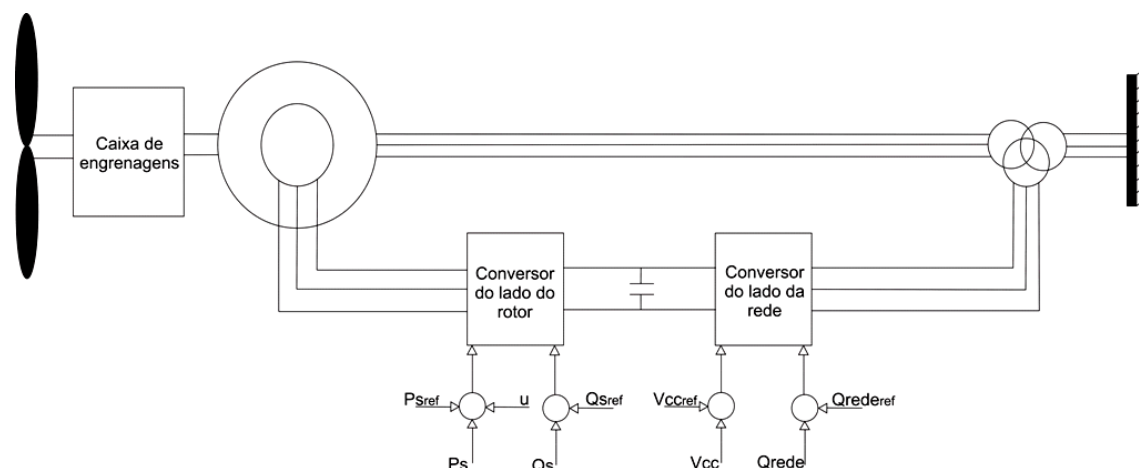 Caixa de
engrenagens
Conversor
do lado do
rotor
Conversor
do lado da
rede
Psref
u
Qsref
Vccref
Qrederef
Ps
Qs
Vcc
Qrede